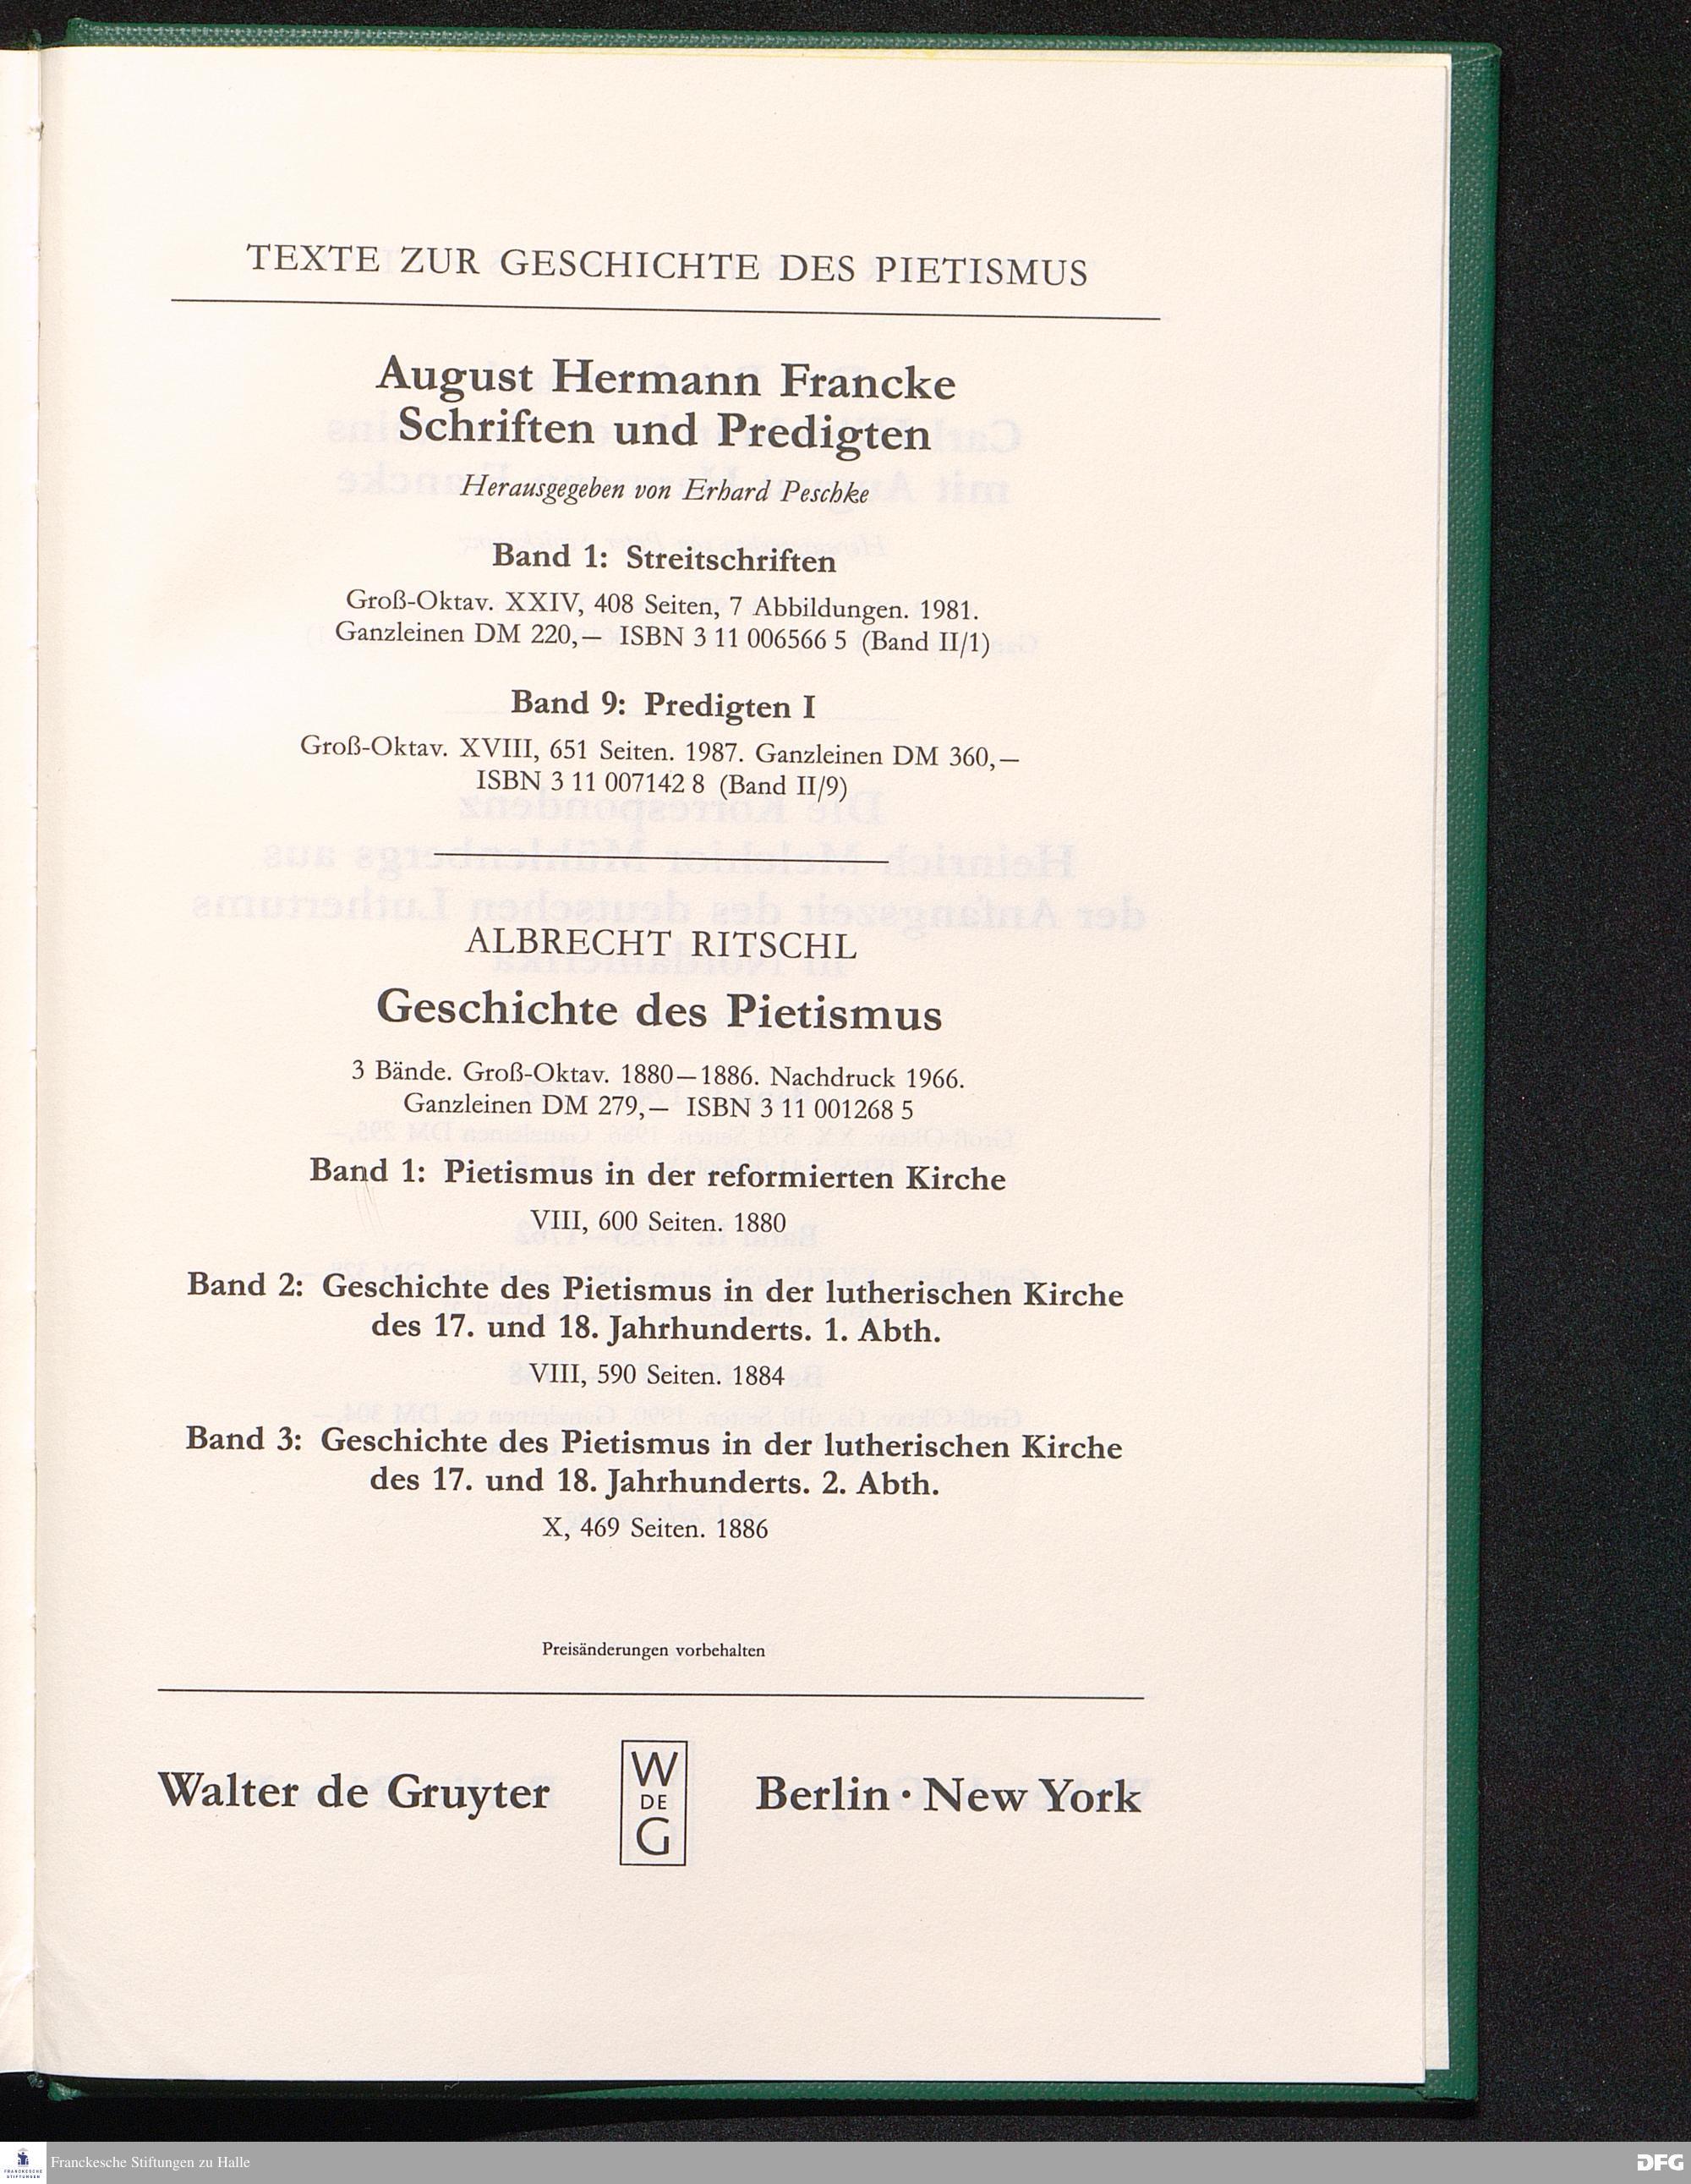 TEXTE ZUR GESCHICHTE DES PIETISMUS
August Hermann Francke
Schriften und Predigten
Herausgegeben von Erhard Peschke
Band 1: Streitschriften
Groß-Oktav. XXIV, 408 Seiten, 7 Abbildungen. 1981.
Ganzleinen DM 220,— ISBN 3 11 006566 5 (Band II/1)
Band 9: Predigten I
Groß-Oktav. XVIII, 651 Seiten. 1987. Ganzleinen DM 360,—
ISBN 3 11 007142 8 (Band II/9)
ALBRECHT RITSCHL
Geschichte des Pietismus
3 Bände. Groß-Oktav. 1880—1886. Nachdruck 1966.
Ganzleinen DM 279,— ISBN 3 11 001268 5
Band 1: Pietismus in der reformierten Kirche
VIII, 600 Seiten. 1880
Band 2: Geschichte des Pietismus in der lutherischen Kirche
des 17. und 18. Jahrhunderts. 1. Abth.
VIII, 590 Seiten. 1884
Band 3: Geschichte des Pietismus in der lutherischen Kirche
des 17. und 18. Jahrhunderts. 2. Abth.
X, 469 Seiten. 1886
Preisänderungen vorbehalten
Walter de Gruyter
W
DE
G
Berlin · New York
FRANCKESCHE
STIFTUNGEN
Franckesche Stiftungen zu Halle
DFG